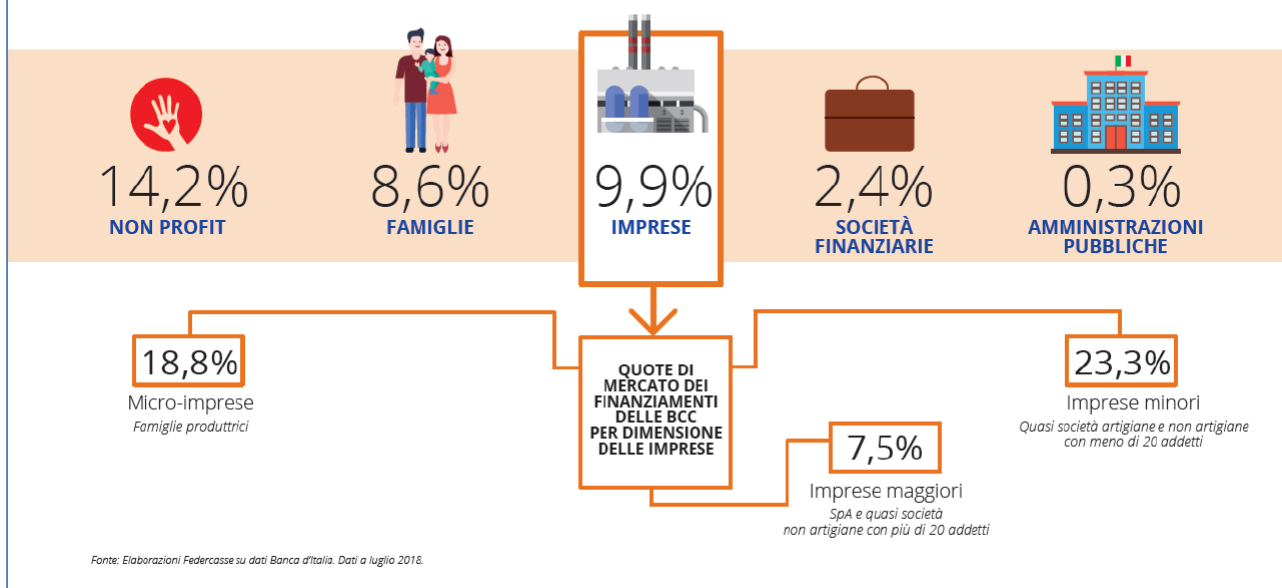 14,2%
NON PROFIT
8,6%
FAMIGLIE
9,9%
IMPRESE
2,4%
SOCIETÀ
FINANZIARIE
0,3%
AMMINISTRAZIONI
PUBBLICHE
18,8%
Micro-imprese
Famiglie produttrici
QUOTE DI
MERCATO DEI
FINANZIAMENTI
DELLE BCC
PER DIMENSIONE
DELLE IMPRESE
23,3%
Imprese minori
Quasi società artigiane e non artigiane
con meno di 20 addetti
7,5%
Imprese maggiori
SpA e quasi società
non artigiane con più di 20 addetti
Fonte: Elaborazioni Federcasse su dati Banca d'Italia. Dati a luglio 2018.